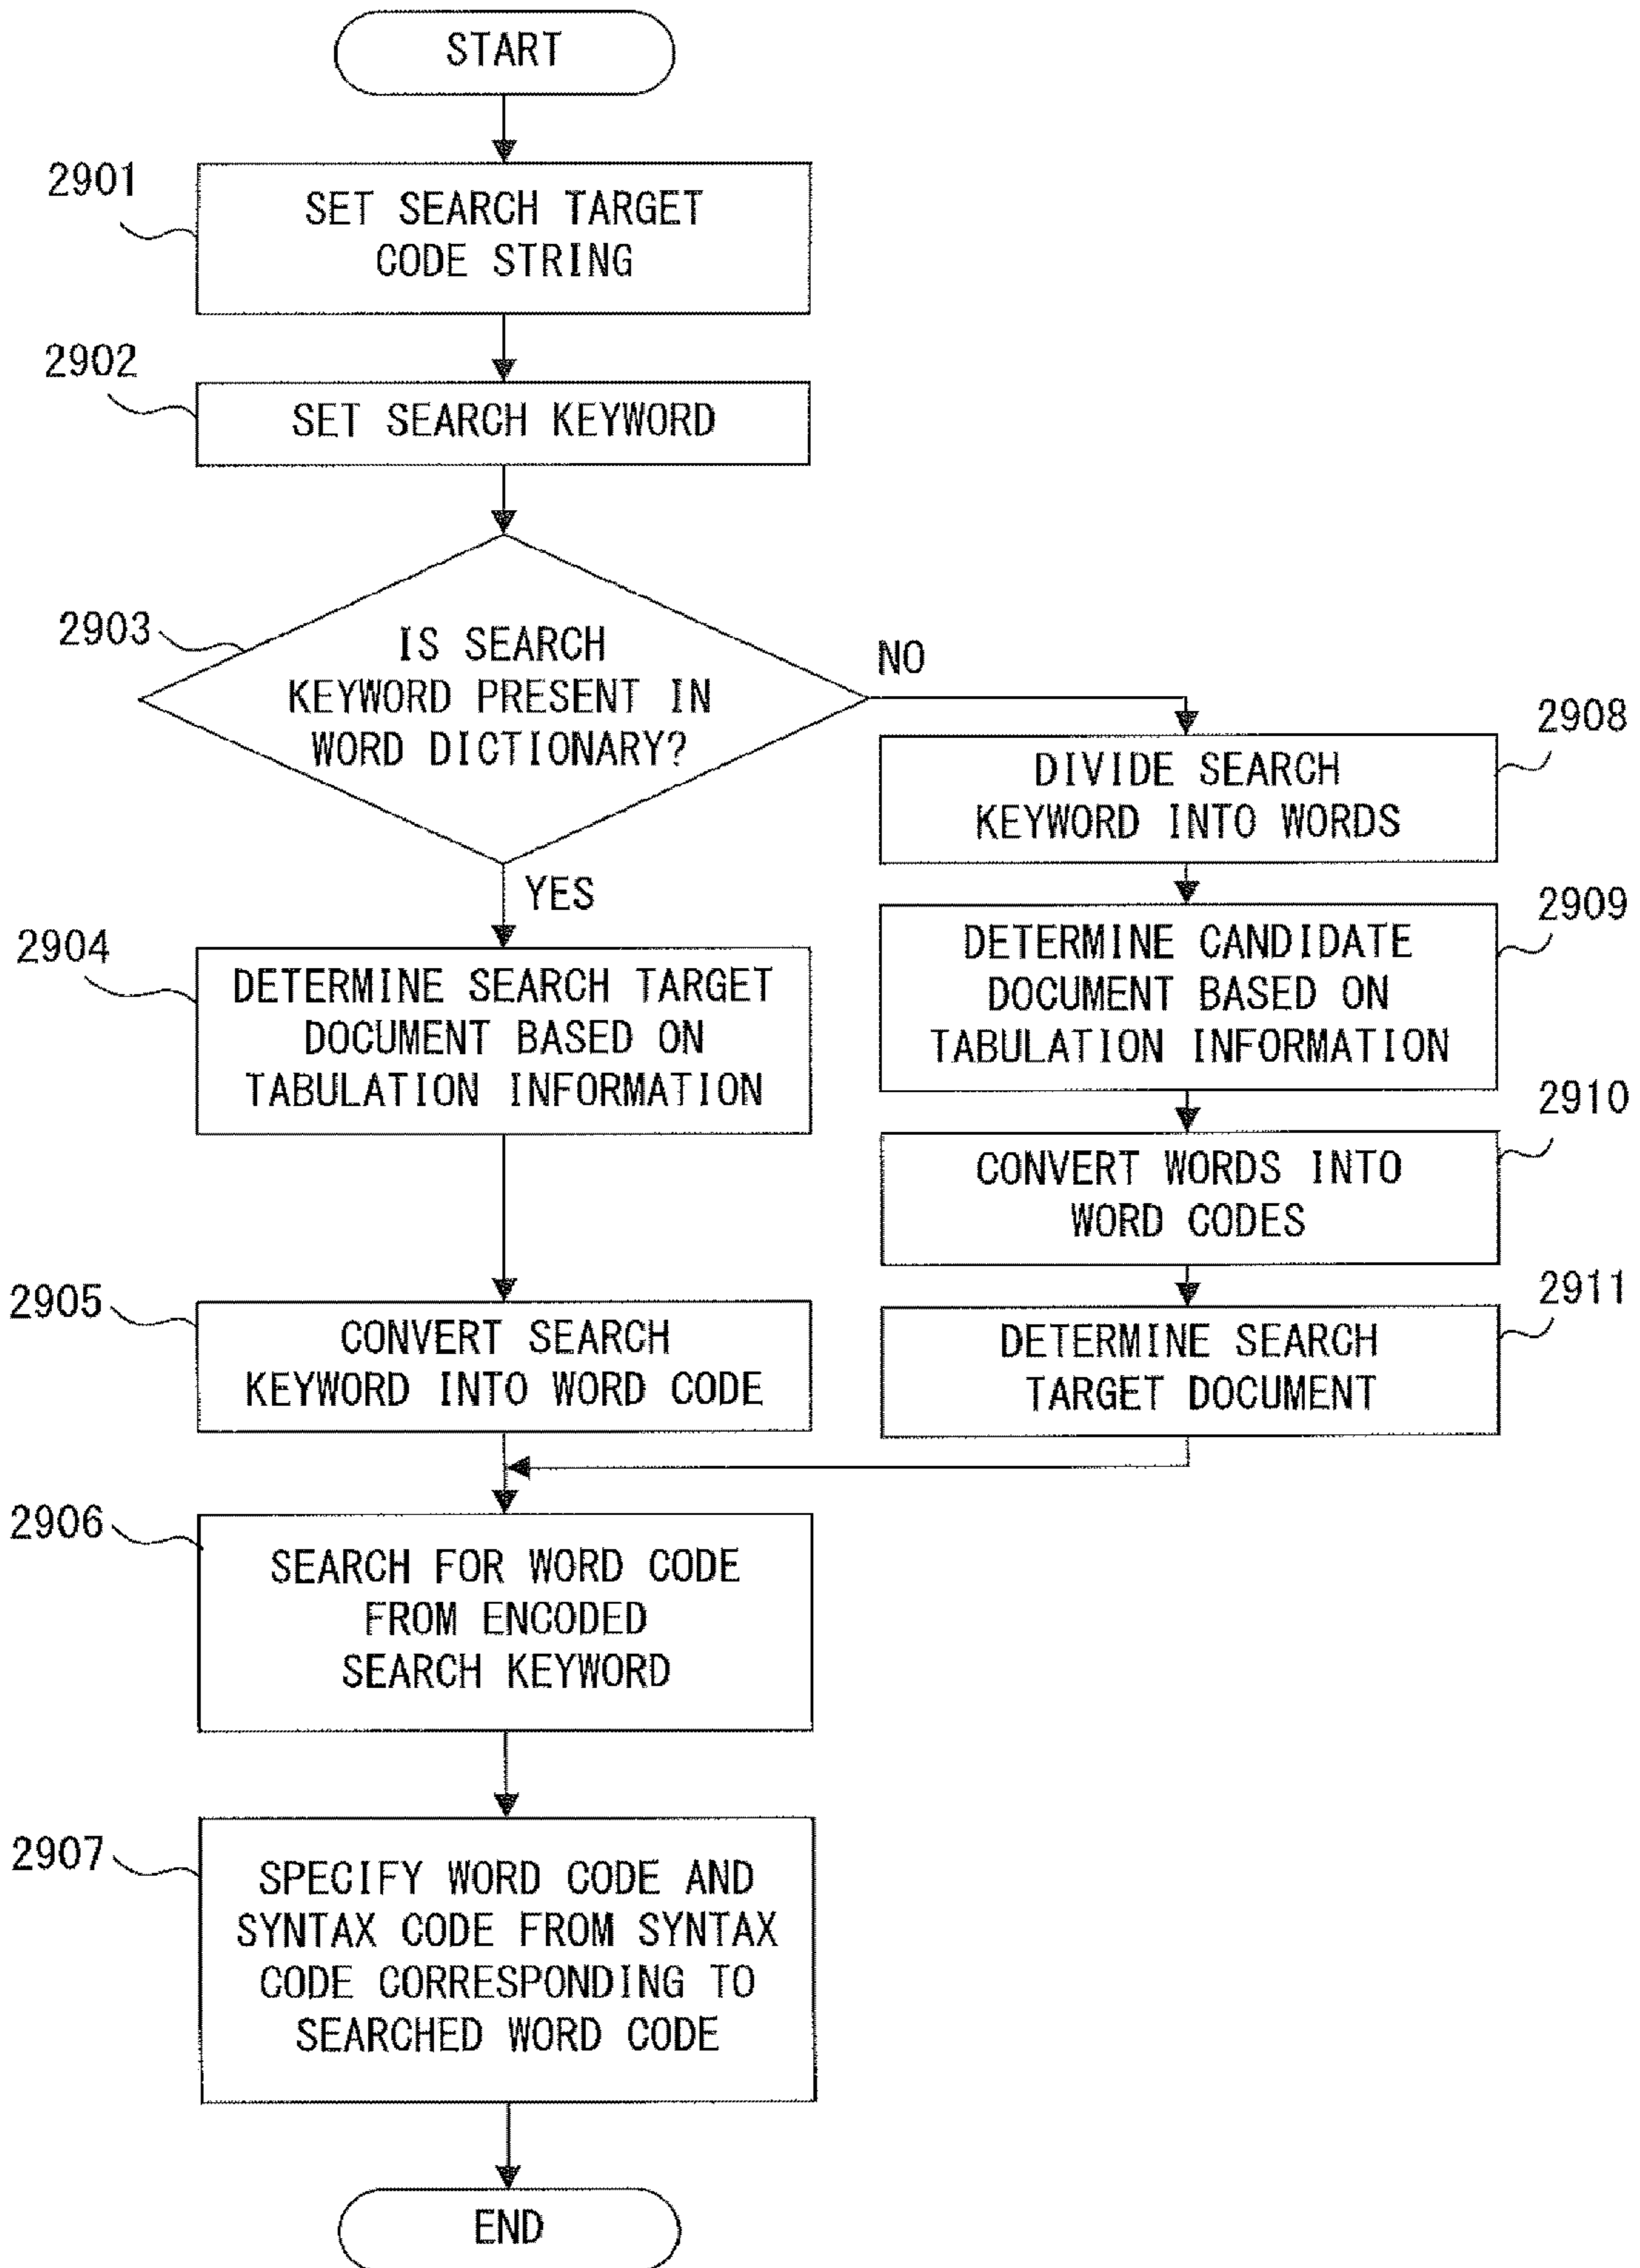 START
2901
SET SEARCH TARGET
CODE STRING
2902
SET SEARCH KEYWORD
2903
IS SEARCH
KEYWORD PRESENT IN
WORD DICTIONARY?
NO
YES
2904
DETERMINE SEARCH TARGET
DOCUMENT BASED ON
TABULATION INFORMATION
2905
CONVERT SEARCH
KEYWORD INTO WORD CODE
2908
DIVIDE SEARCH
KEYWORD INTO WORDS
2909
DETERMINE CANDIDATE
DOCUMENT BASED ON
TABULATION INFORMATION
2910
CONVERT WORDS INTO
WORD CODES
2911
DETERMINE SEARCH
TARGET DOCUMENT
2906
SEARCH FOR WORD CODE
FROM ENCODED
SEARCH KEYWORD
2907
SPECIFY WORD CODE AND
SYNTAX CODE FROM SYNTAX
CODE CORRESPONDING TO
SEARCHED WORD CODE
END